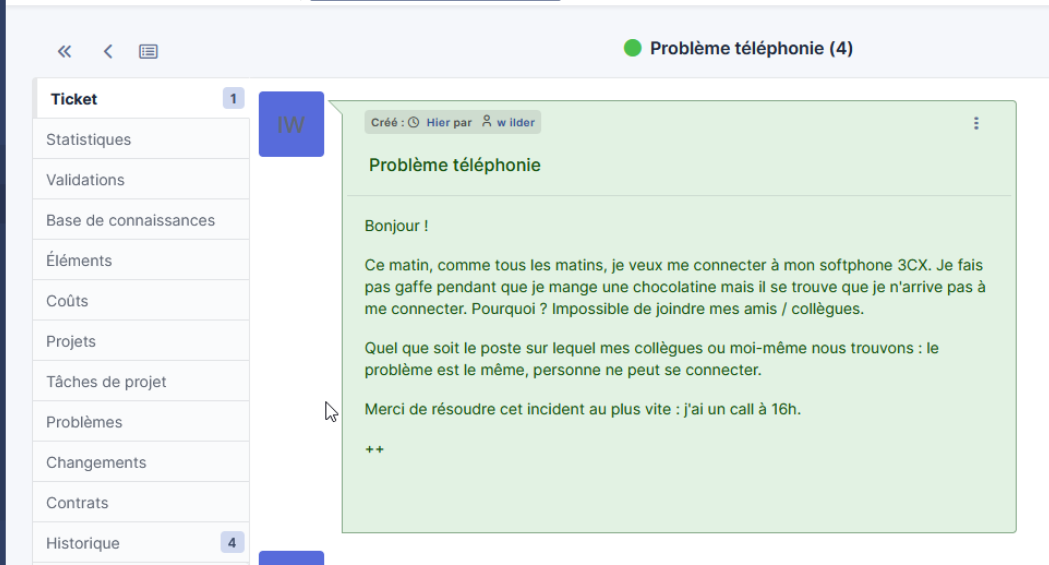 Problème téléphonie (4)
Ticket 1
Statistiques
Validations
Base de connaissances
Éléments
Coûts
Projets
Tâches de projet
Problèmes
Changements
Contrats
Historique 4
IW
Créé : Hier par w ilder
Problème téléphonie
Bonjour !
Ce matin, comme tous les matins, je veux me connecter à mon softphone 3CX. Je fais
pas gaffe pendant que je mange une chocolatine mais il se trouve que je n'arrive pas à
me connecter. Pourquoi ? Impossible de joindre mes amis / collègues.
Quel que soit le poste sur lequel mes collègues ou moi-même nous trouvons : le
problème est le même, personne ne peut se connecter.
Merci de résoudre cet incident au plus vite : j'ai un call à 16h.
++